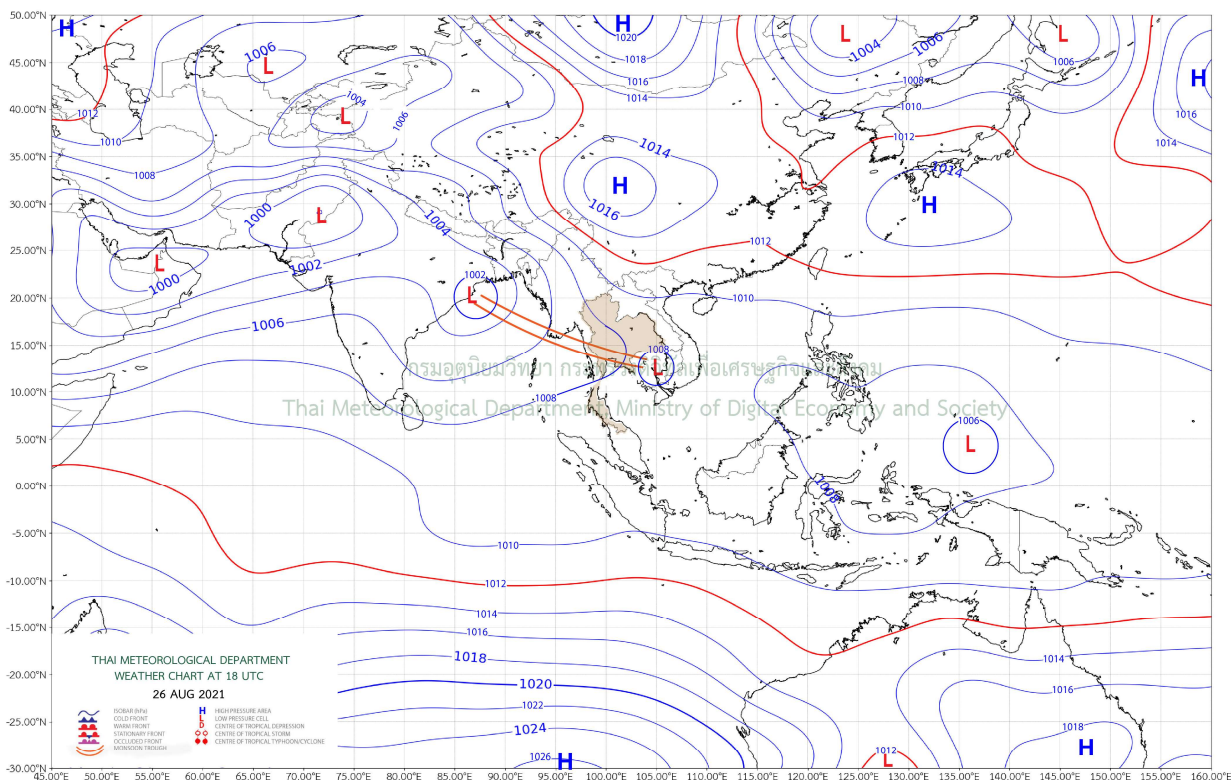 50.00°N
45.00°N
40.00°N
35.00°N
30.00°N
25.00°N
20.00°N
15.00°N
10.00°N
5.00°N
0.00°N
-5.00°N
-10.00°N
-15.00°N
-20.00°N
-25.00°N
-30.00°N
H
1006
L
1004
L
1006
1012
1010
1008
1000
L
1004
1002
L
1000
1006
1002
L
H
1020
1018
1016
1014
1014
H
1016
1012
L
1004
1006
1008
1010
1012
L
1006
H
1016
1014
1014
H
1010
1008
L
1008
กรมอุตุนิยมวิทยา
Thai Meteorological Department, Ministry of Digital Economy and Society
1006
L
1008
1010
1012
1014
1016
1018
1020
1022
1024
1026
H
1014
1016
1018
H
1012
L
THAI METEOROLOGICAL DEPARTMENT
WEATHER CHART AT 18 UTC
26 AUG 2021
ISOBAR (hPa)
COLD FRONT
WARM FRONT
STATIONARY FRONT
OCCLUDED FRONT
MONSOON TROUGH
H HIGH PRESSURE AREA
L LOW PRESSURE CELL
D CENTRE OF TROPICAL DEPRESSION
CENTRE OF TROPICAL STORM
CENTRE OF TROPICAL TYPHOON/CYCLONE
45.00°E 50.00°E 55.00°E 60.00°E 65.00°E 70.00°E 75.00°E 80.00°E 85.00°E 90.00°E 95.00°E 100.00°E 105.00°E 110.00°E 115.00°E 120.00°E 125.00°E 130.00°E 135.00°E 140.00°E 145.00°E 150.00°E 155.00°E 160.00°E